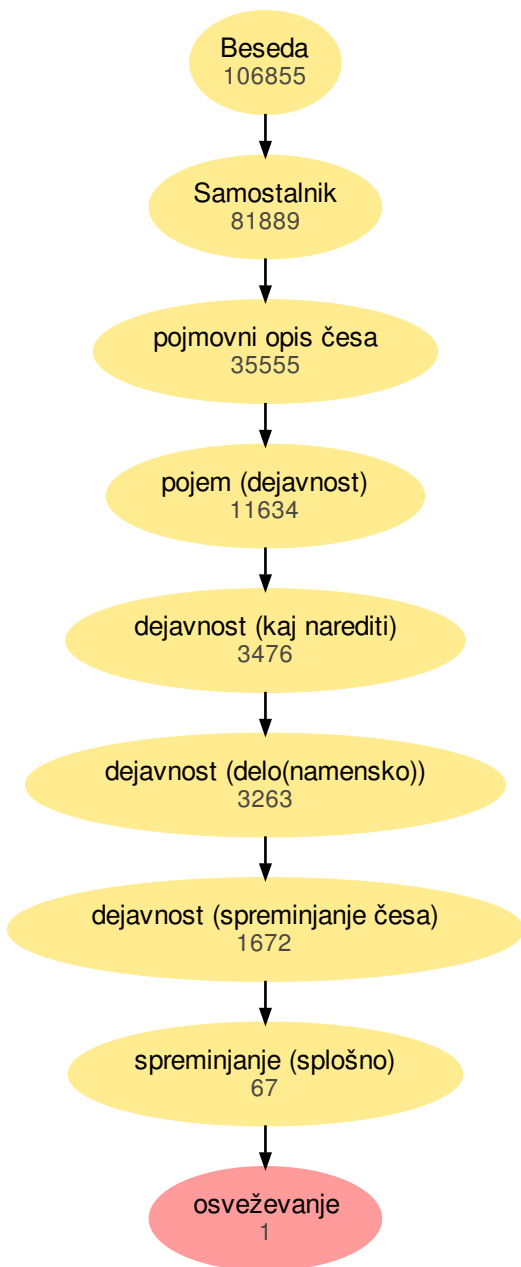 Beseda
106855
Samostalnik
81889
pojmovni opis česa
35555
pojem (dejavnost)
11634
dejavnost (kaj narediti)
3476
dejavnost (delo(namensko))
3263
dejavnost (spreminjanje česa)
1672
spreminjanje (splošno)
67
osveževanje
1